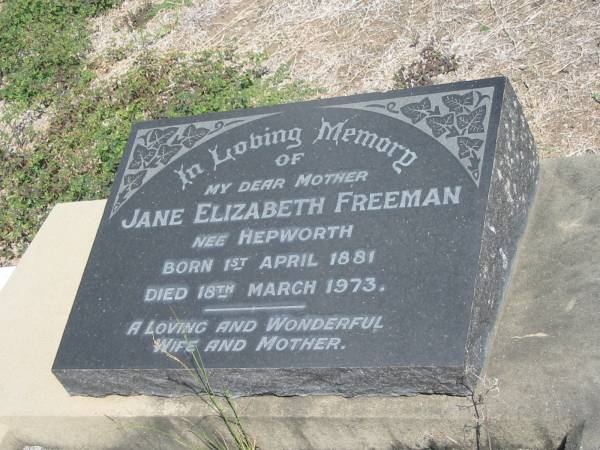 In Loving Memory
OF
MY DEAR MOTHER
JANE ELIZABETH FREEMAN
NEE HEPWORTH
BORN 1ST APRIL 1881
DIED 18TH MARCH 1973.
A LOVING AND WONDERFUL
WIFE AND MOTHER.